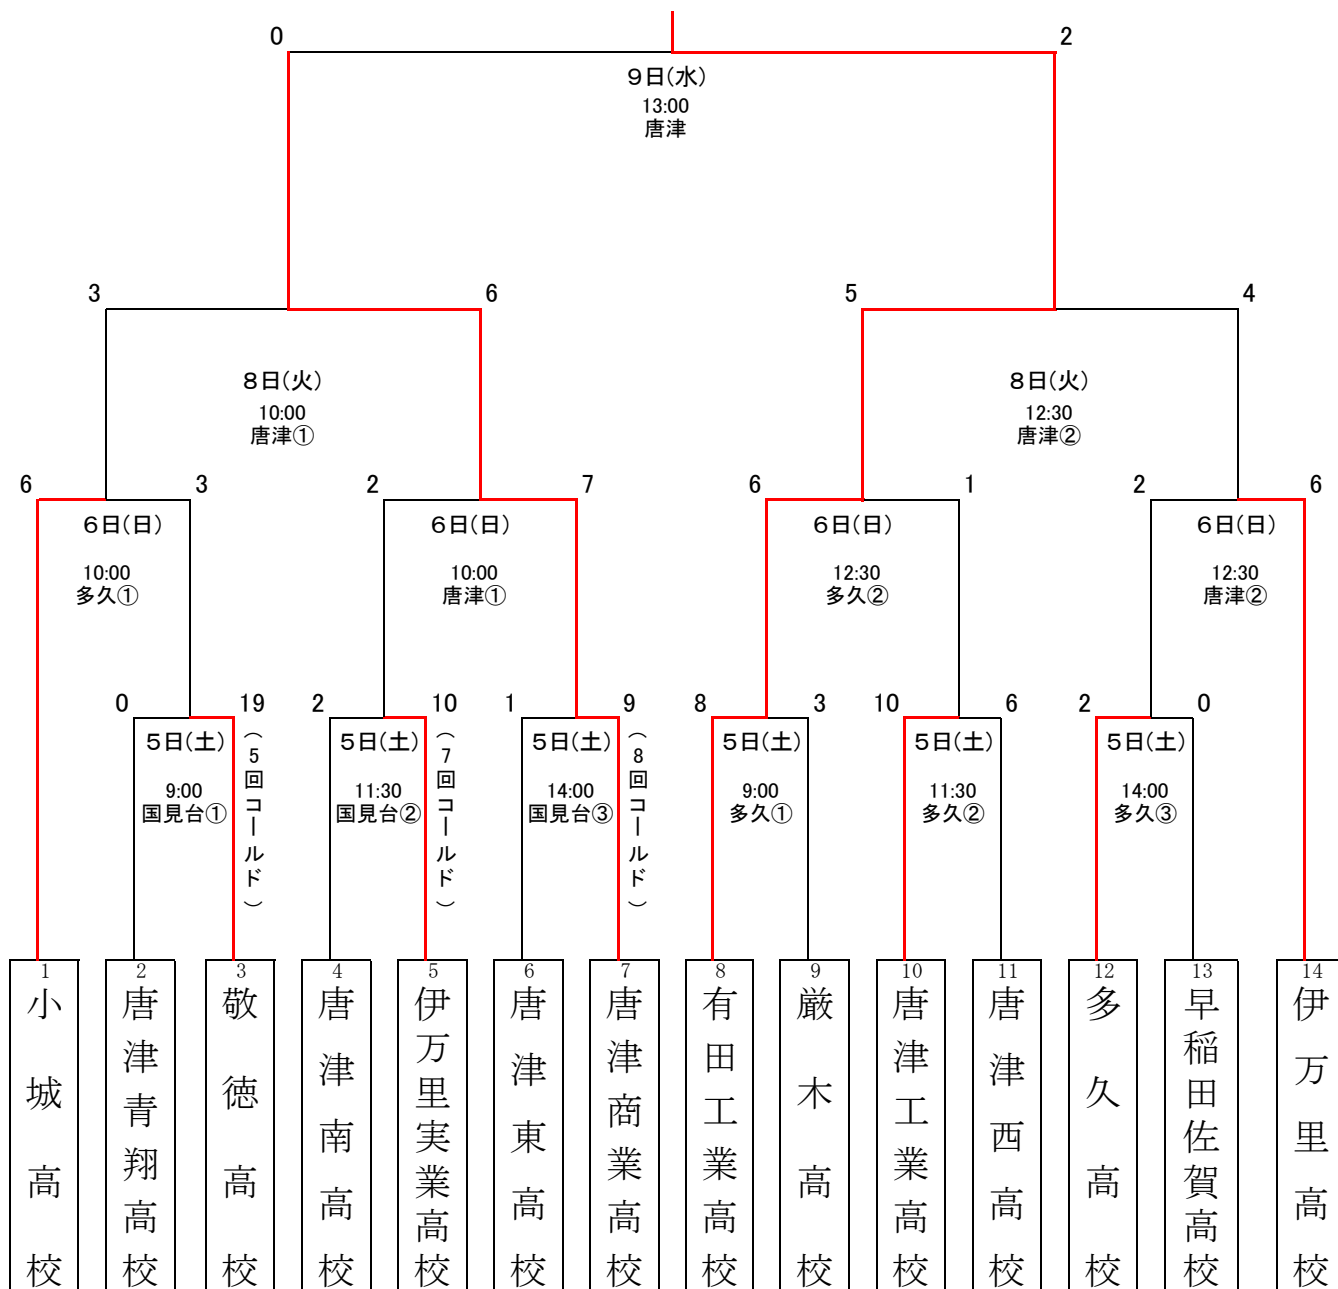 0
2
9日(水)
13:00
唐津
3
6
5
4
8日(火)
10:00
唐津①
8日(火)
12:30
唐津②
6
3
2
7
6
1
2
6
6日(日)
10:00
多久①
6日(日)
10:00
唐津①
6日(日)
12:30
多久②
6日(日)
12:30
唐津②
0
19
(5回コールド)
2
10
(7回コールド)
1
9
(8回コールド)
8
3
10
6
2
0
5日(土)
9:00
国見台①
5日(土)
11:30
国見台②
5日(土)
14:00
国見台③
5日(土)
9:00
多久①
5日(土)
11:30
多久②
5日(土)
14:00
多久③
1
小城高校
2
唐津青翔高校
3
敬徳高校
4
唐津南高校
5
伊万里実業高校
6
唐津東高校
7
唐津商業高校
8
有田工業高校
9
厳木高校
10
唐津工業高校
11
唐津西高校
12
多久高校
13
早稲田佐賀高校
14
伊万里高校